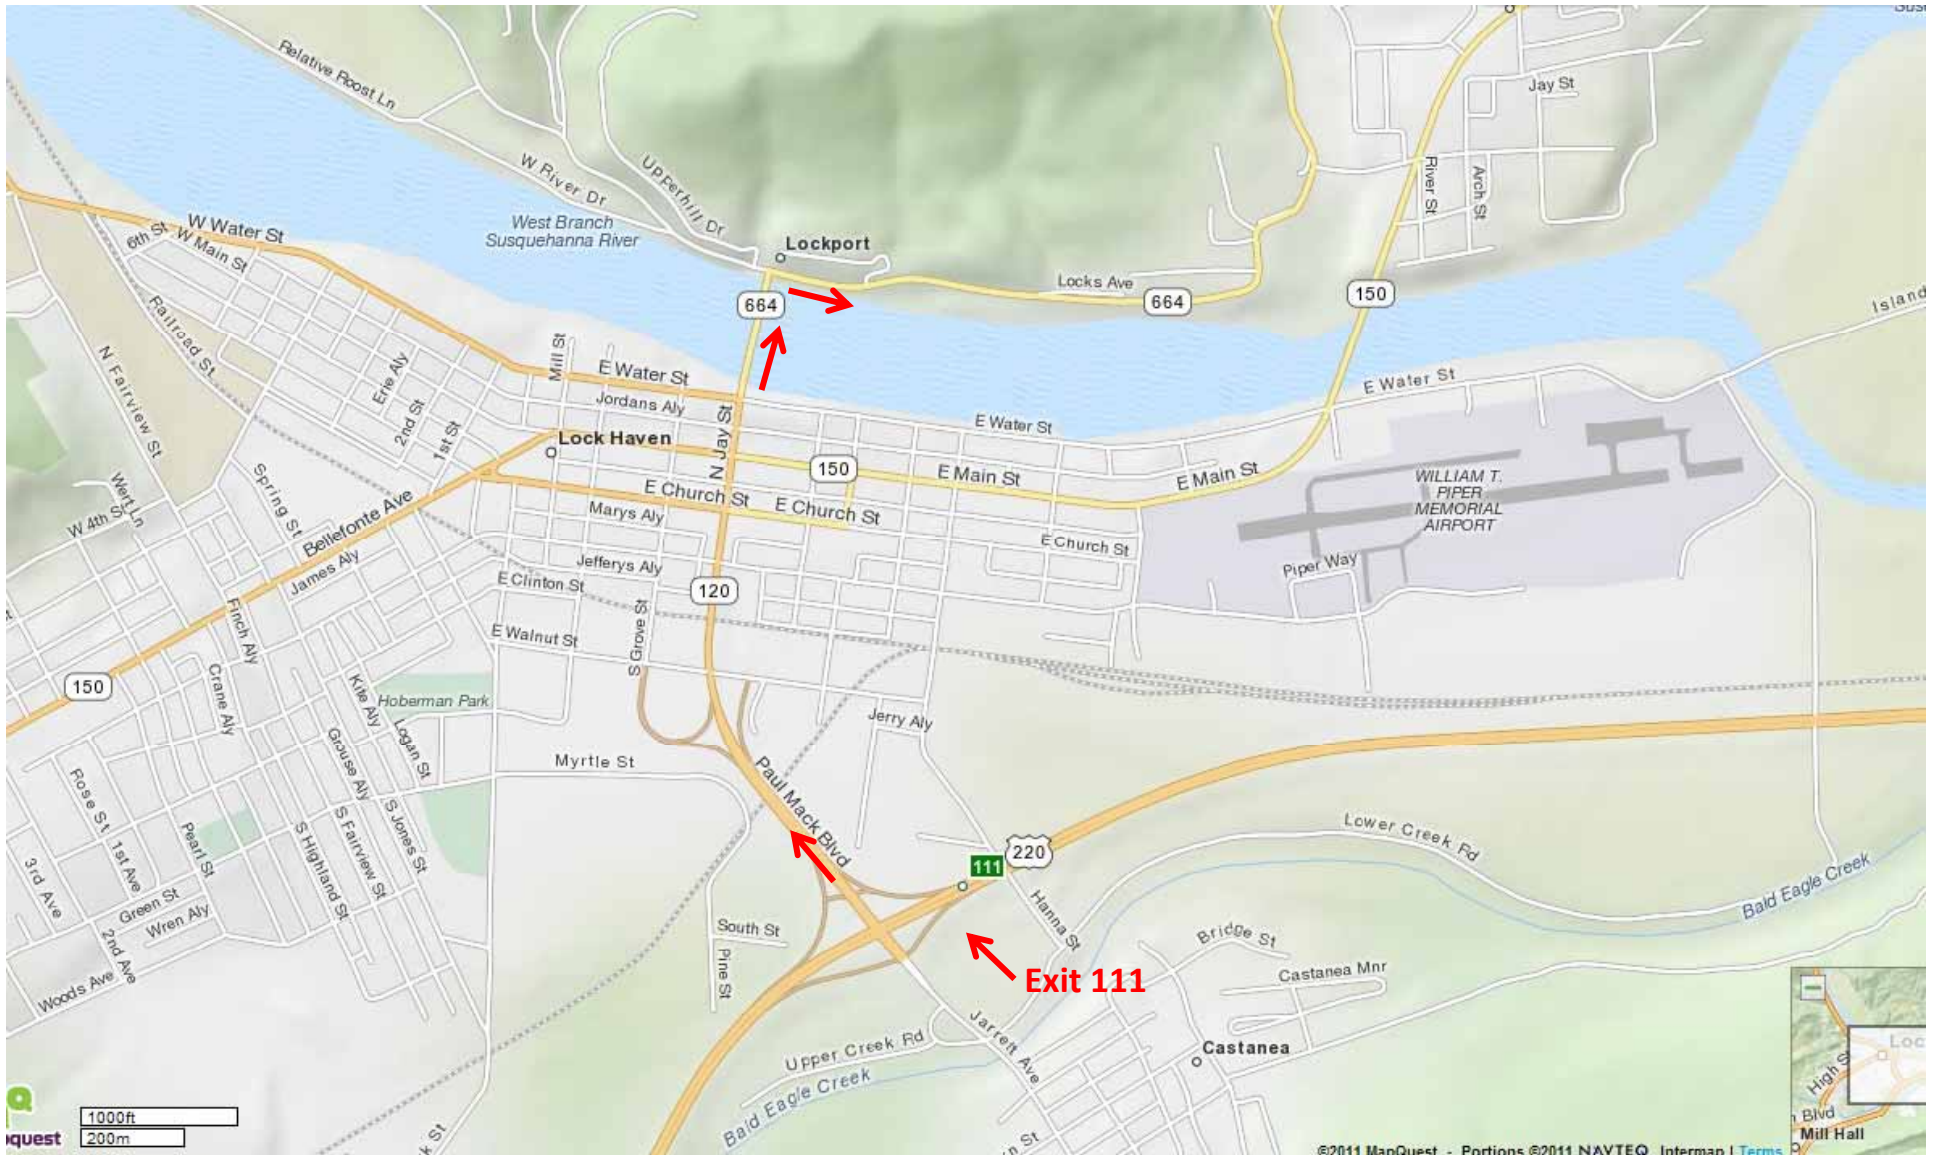 Relative Roost Ln
W River Dr
Upperhill Dr
Jay St
River St
Arch St
West Branch
Susquehanna River
Lockport
W Water St
6th St
W Main St
Locks Ave
664
664
150
Island
Railroad St
N Fairview St
Erie Aly
2nd St
1st St
Mill St
E Water St
Jordans Aly
N Jay St
Lock Haven
E Water St
E Water St
150
E Main St
E Main St
E Church St
E Church St
E Church St
Marys Aly
WILLIAM T.
PIPER
MEMORIAL
AIRPORT
Piper Way
Wert Ln
W 4th St
Spring St
Bellefonte Ave
James Aly
Jefferys Aly
E Clinton St
120
E Walnut St
S Grove St
Finch Aly
Crane Aly
150
Kite Aly
Hoberman Park
Logan St
Grouse Aly
Jerry Aly
Myrtle St
Paul Mack Blvd
Rose St
1st Ave
Pearl St
S Highland St
S Fairview St
S Jones St
3rd Ave
Green St
Wren Aly
2nd Ave
Woods Ave
111
220
Lower Creek Rd
Bald Eagle Creek
Hanna St
South St
Pine St
Exit 111
Bridge St
Castanea Mnr
Jarrett Ave
Upper Creek Rd
Bald Eagle Creek
Castanea
1000ft
200m
quest
High S
Loc
Blvd
Mill Hall
©2011 MapQuest - Portions ©2011 NAVTEQ, Intermap | Terms